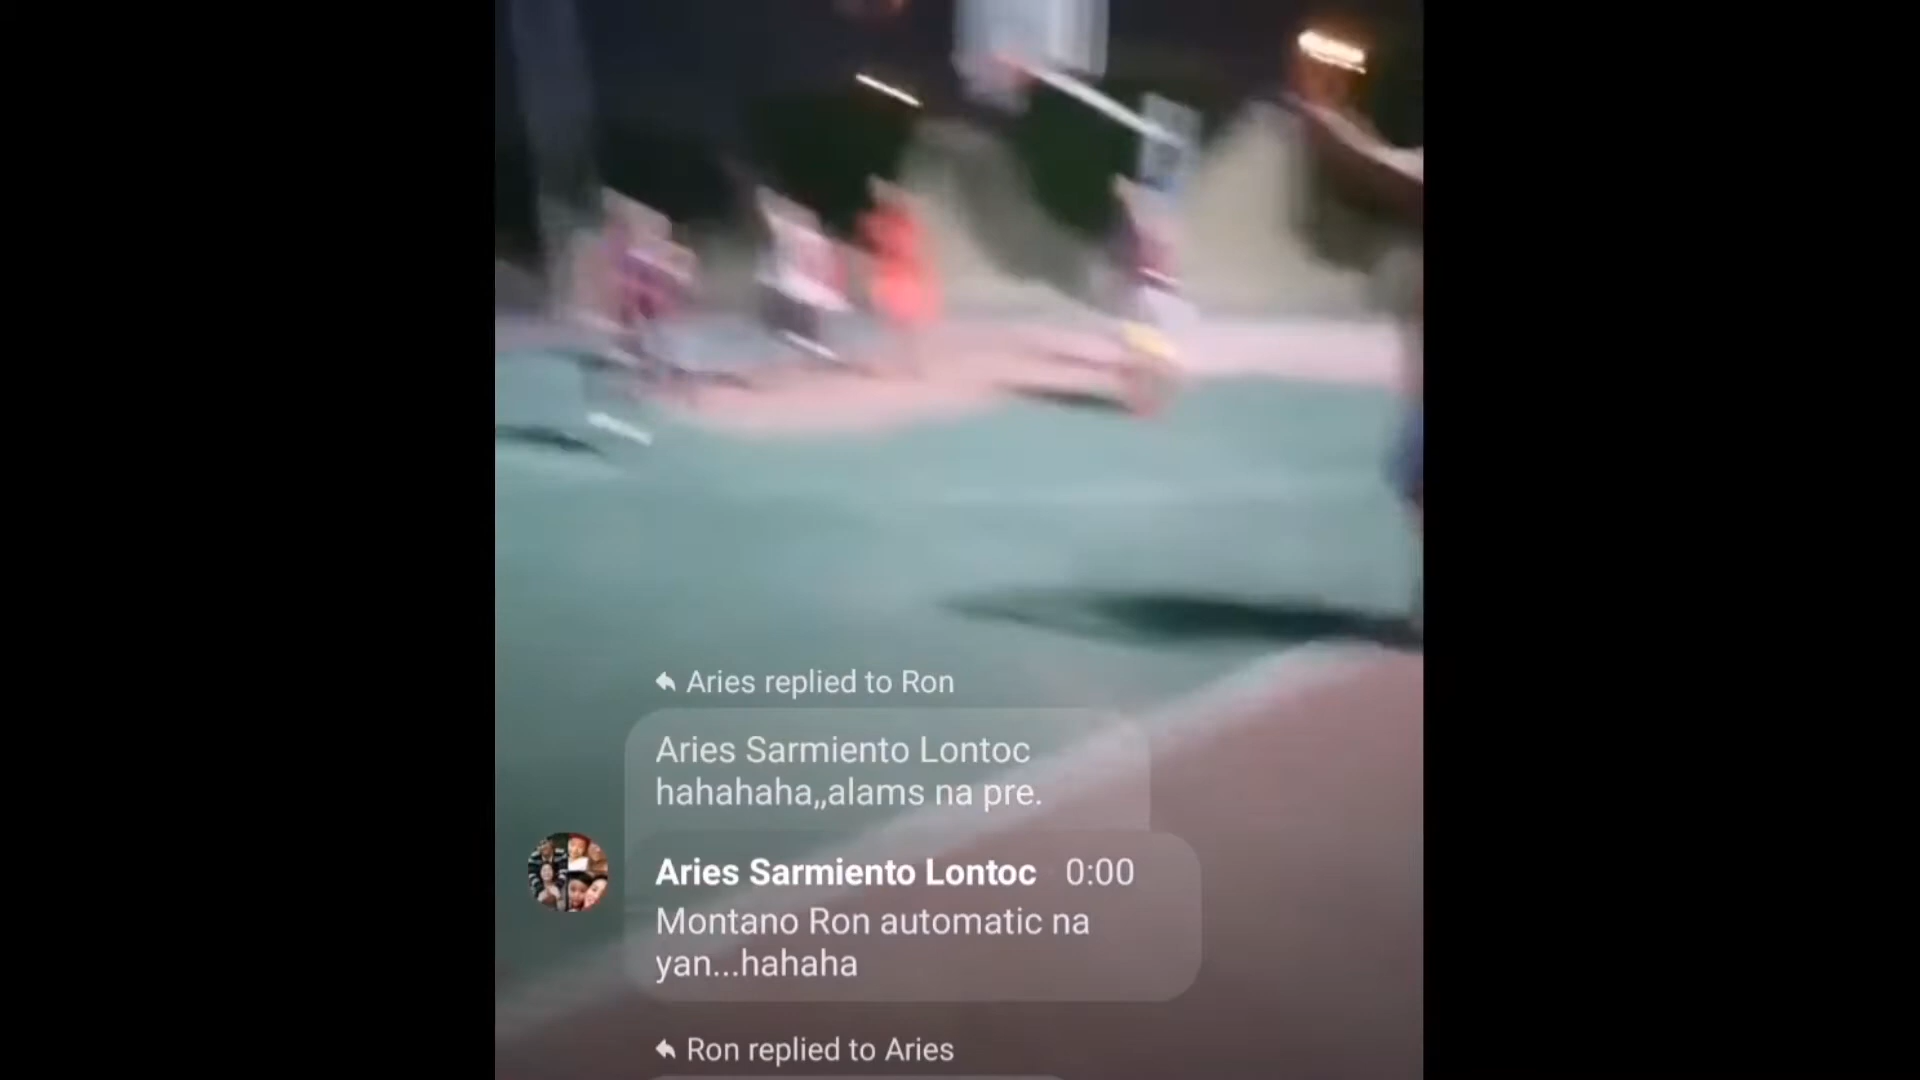 Aries replied to Ron
Aries Sarmiento Lontoc
hahahaha,,alams na pre.
Aries Sarmiento Lontoc 0:00
Montano Ron automatic na
yan...hahaha
Ron replied to Aries